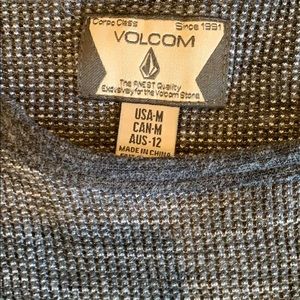 Corpo Class Since 1991
VOLCOM
The FINEST Quality
Exclusively for the Volcom Stone
USA-M
CAN-M
AUS-12
MADE IN CHINA